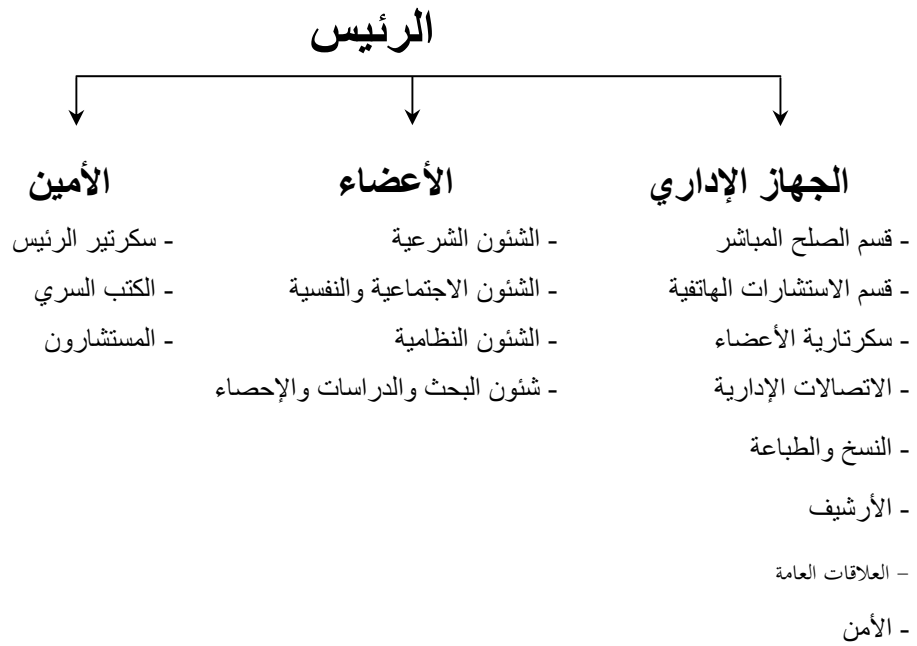 الرئيس
الجهاز الإداري
- قسم الصلح المباشر
- قسم الاستشارات الهاتفية
- سكرتارية الأعضاء
- الاتصالات الإدارية
- النسخ والطباعة
- الأرشيف
– العلاقات العامة
- الأمن
الأعضاء
- الشئون الشرعية
- الشئون الاجتماعية والنفسية
- الشئون النظامية
- شئون البحث والدراسات والإحصاء
الأمين
- سكرتير الرئيس
- الكتب السري
- المستشارون